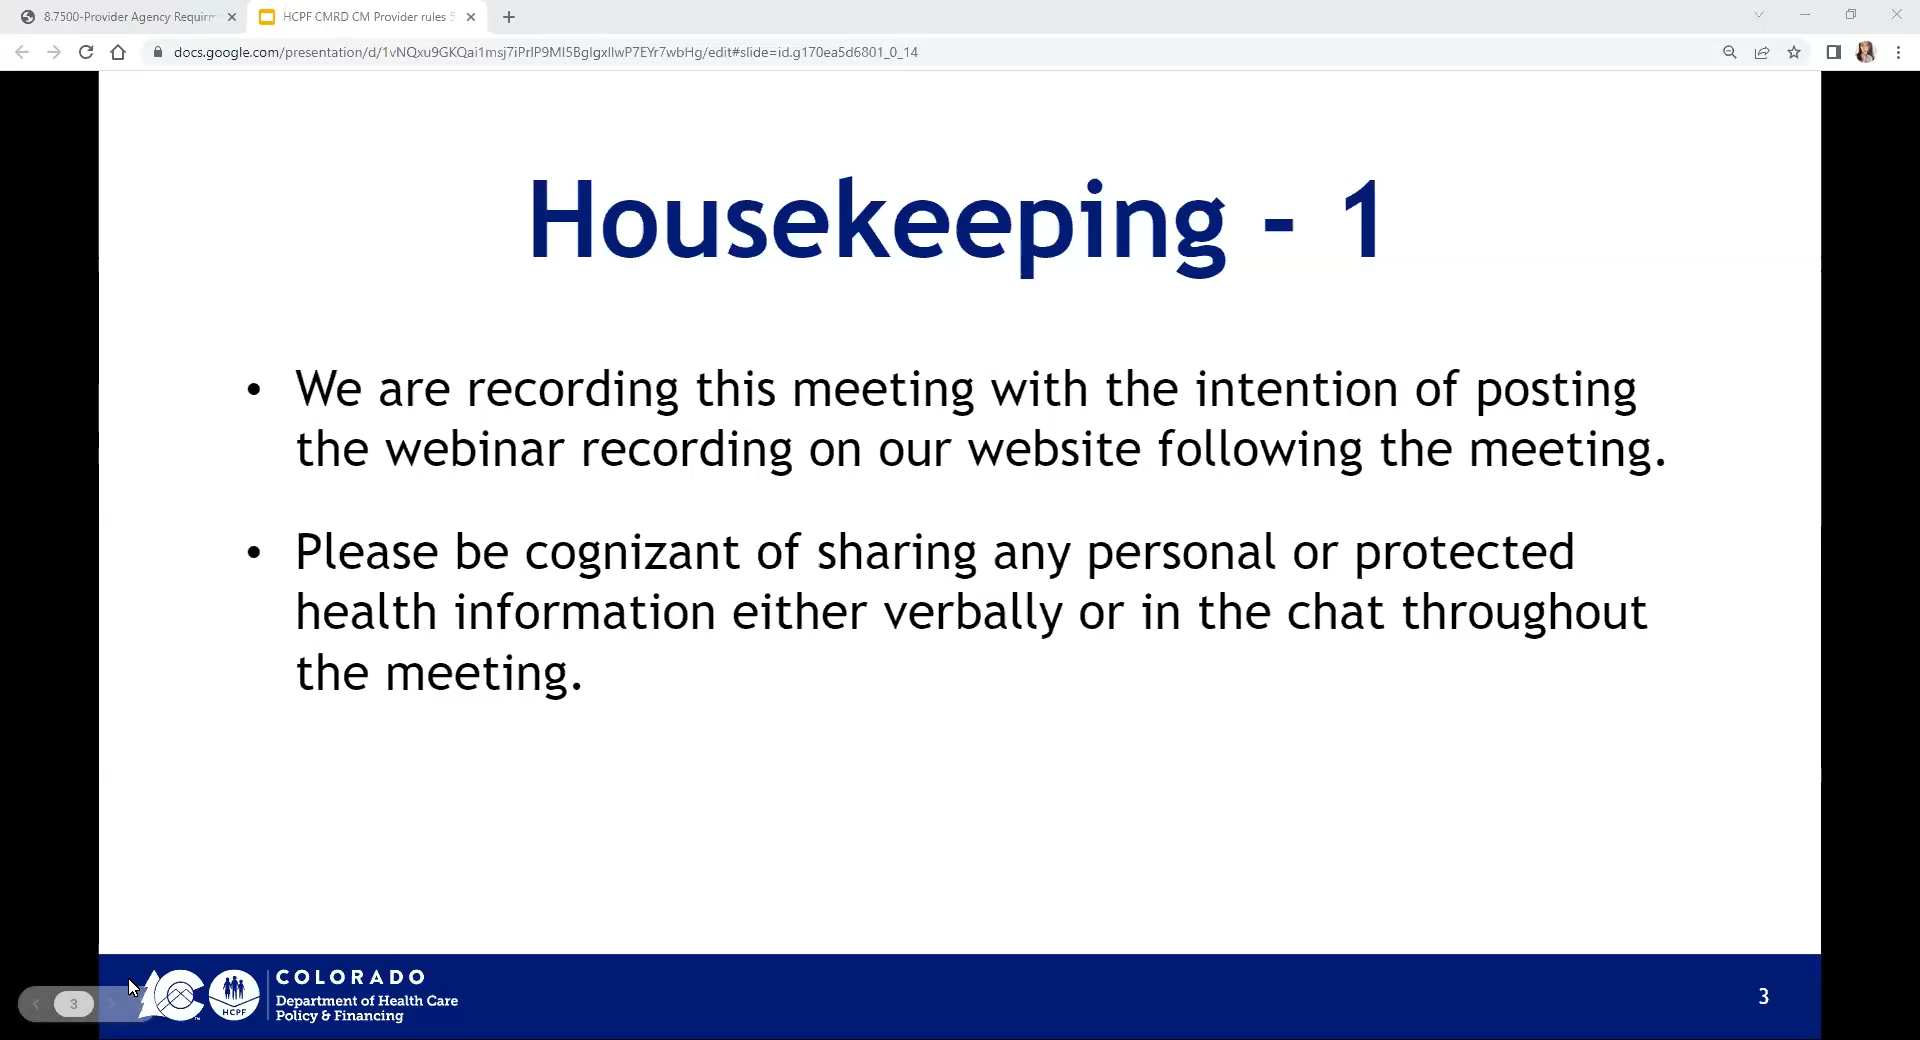 8.7500-Provider Agency Requirm
HCPF CMRD CM Provider rules 5
docs.google.com/presentation/d/1vNQxu9GKQai1msj7iPrlP9MI5BglgxllwP7EYr7wbHg/edit#slide=id.g170ea5d6801_0_14
Housekeeping - 1
• We are recording this meeting with the intention of posting
the webinar recording on our website following the meeting.
• Please be cognizant of sharing any personal or protected
health information either verbally or in the chat throughout
the meeting.
3
HCPF
COLORADO
Department of Health Care
Policy & Financing
3